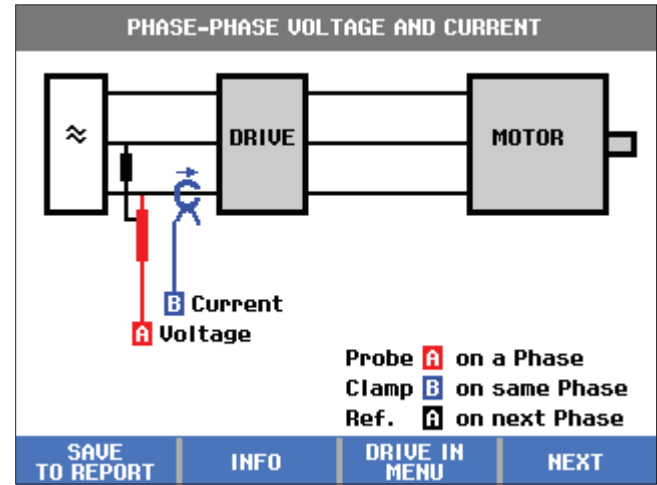 PHASE-PHASE VOLTAGE AND CURRENT
≈
DRIVE
MOTOR
B Current
A Voltage
Probe A on a Phase
Clamp B on same Phase
Ref. A on next Phase
SAVE
TO REPORT
INFO
DRIVE IN
MENU
NEXT